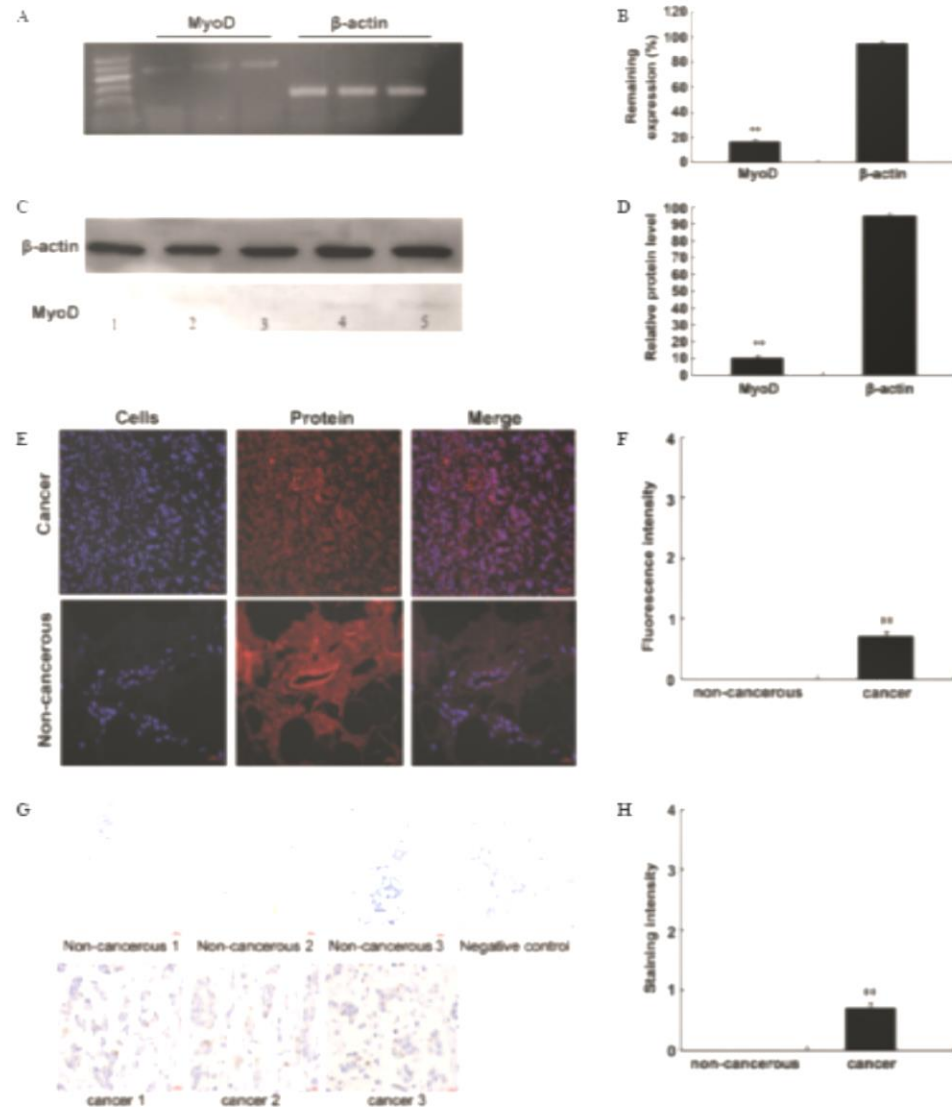 A
MyoD
β-actin
B
Remaining
expression (%)
120
100
80
60
40
20
0
**
MyoD
β-actin
C
β-actin
MyoD
1 2 3 4 5
D
Relative protein level
100
90
80
70
60
50
40
30
20
10
0
**
MyoD
β-actin
E
Cells
Protein
Merge
Cancer
Non-cancerous
F
Fluorescence intensity
4
3
2
1
0
non-cancerous
cancer
G
Non-cancerous 1
Non-cancerous 2
Non-cancerous 3
Negative control
cancer 1
cancer 2
cancer 3
H
Staining intensity
4
3
2
1
0
non-cancerous
cancer